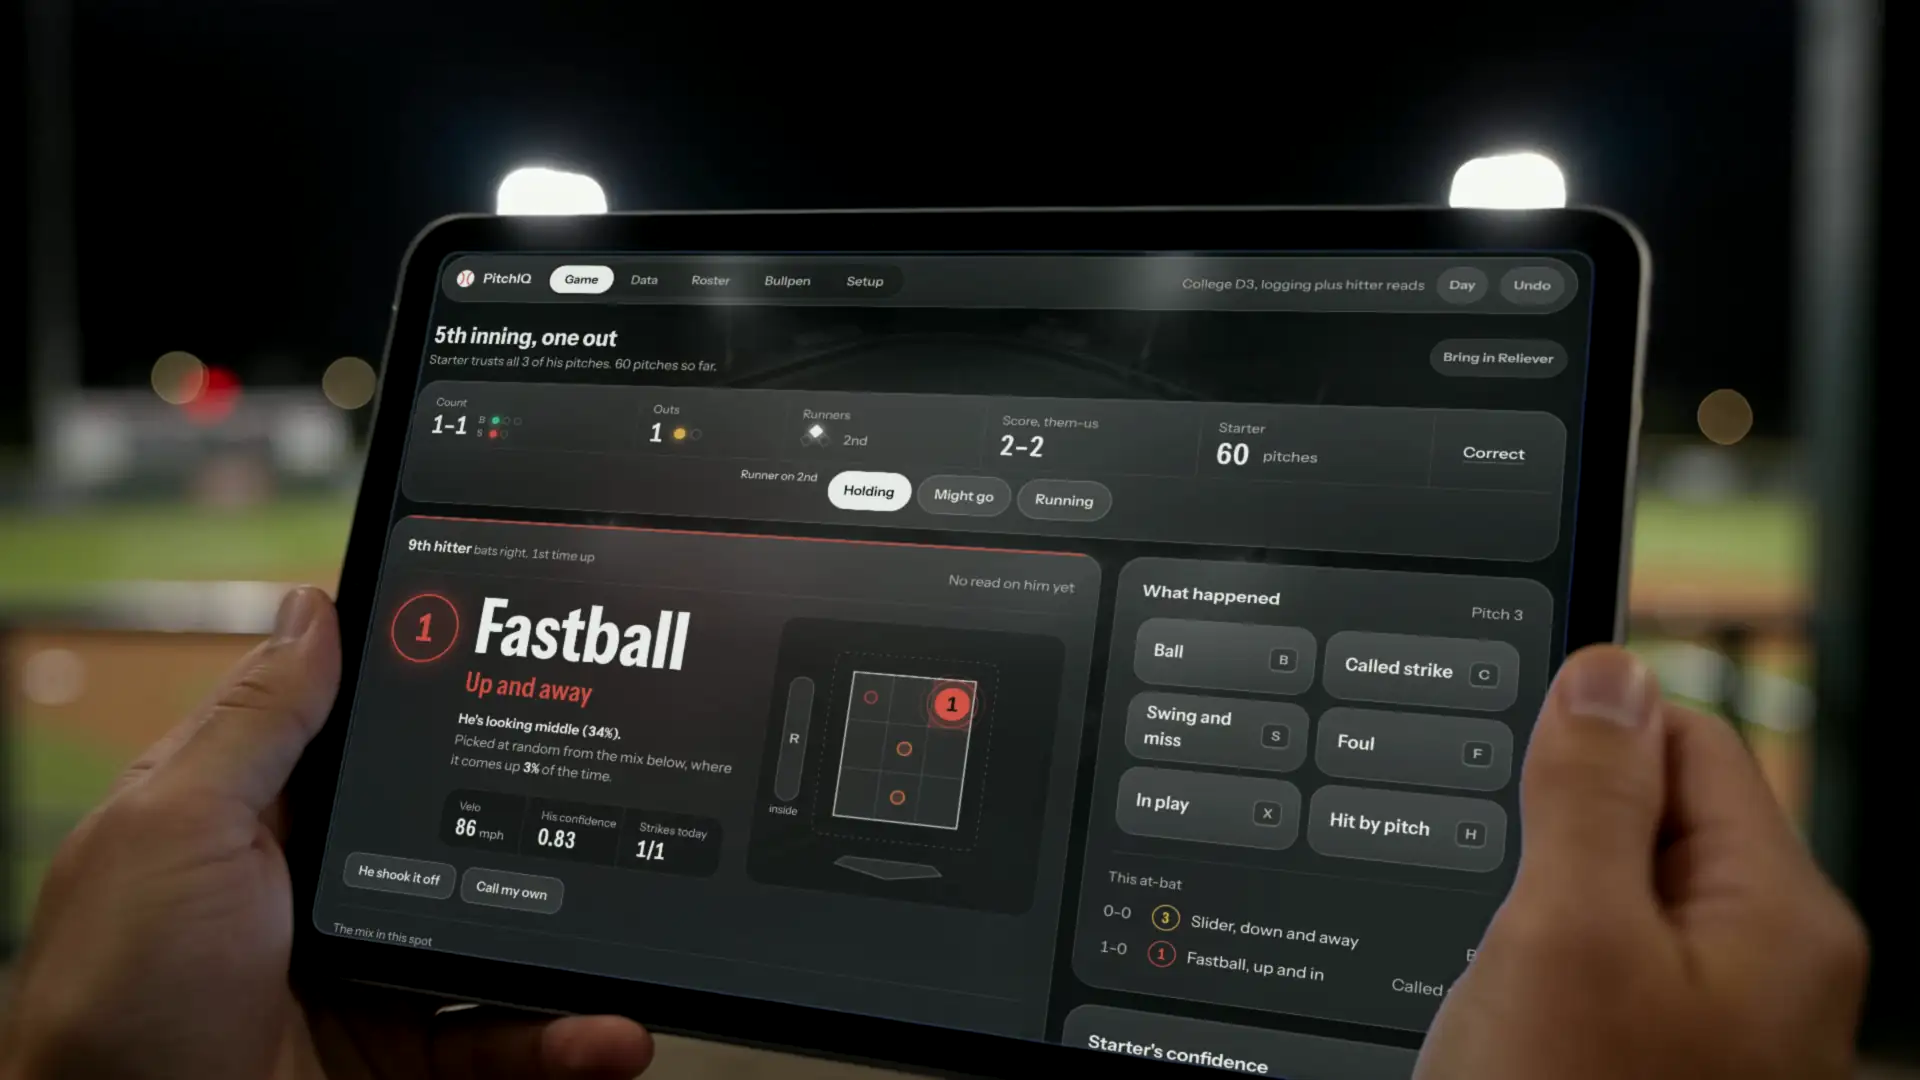 PitchIQ
Game
Data
Roster
Bullpen
Setup
College D3, logging plus hitter reads
Day
Undo
5th inning, one out
Starter trusts all 3 of his pitches. 60 pitches so far.
Bring in Reliever
Count
1-1
B
S
Outs
1
Runners
2nd
Score, them-us
2-2
Starter
60 pitches
Correct
Runner on 2nd
Holding
Might go
Running
9th hitter bats right. 1st time up
No read on him yet
1
Fastball
Up and away
He's looking middle (34%).
Picked at random from the mix below, where
it comes up 3% of the time.
Velo
86 mph
His confidence
0.83
Strikes today
1/1
He shook it off
Call my own
The mix in this spot
R
inside
1
What happened
Pitch 3
Ball B
Called strike C
Swing and
miss S
Foul F
In play X
Hit by pitch H
This at-bat
0-0 3 Slider, down and away
1-0 1 Fastball, up and in
Called
Starter's confidence